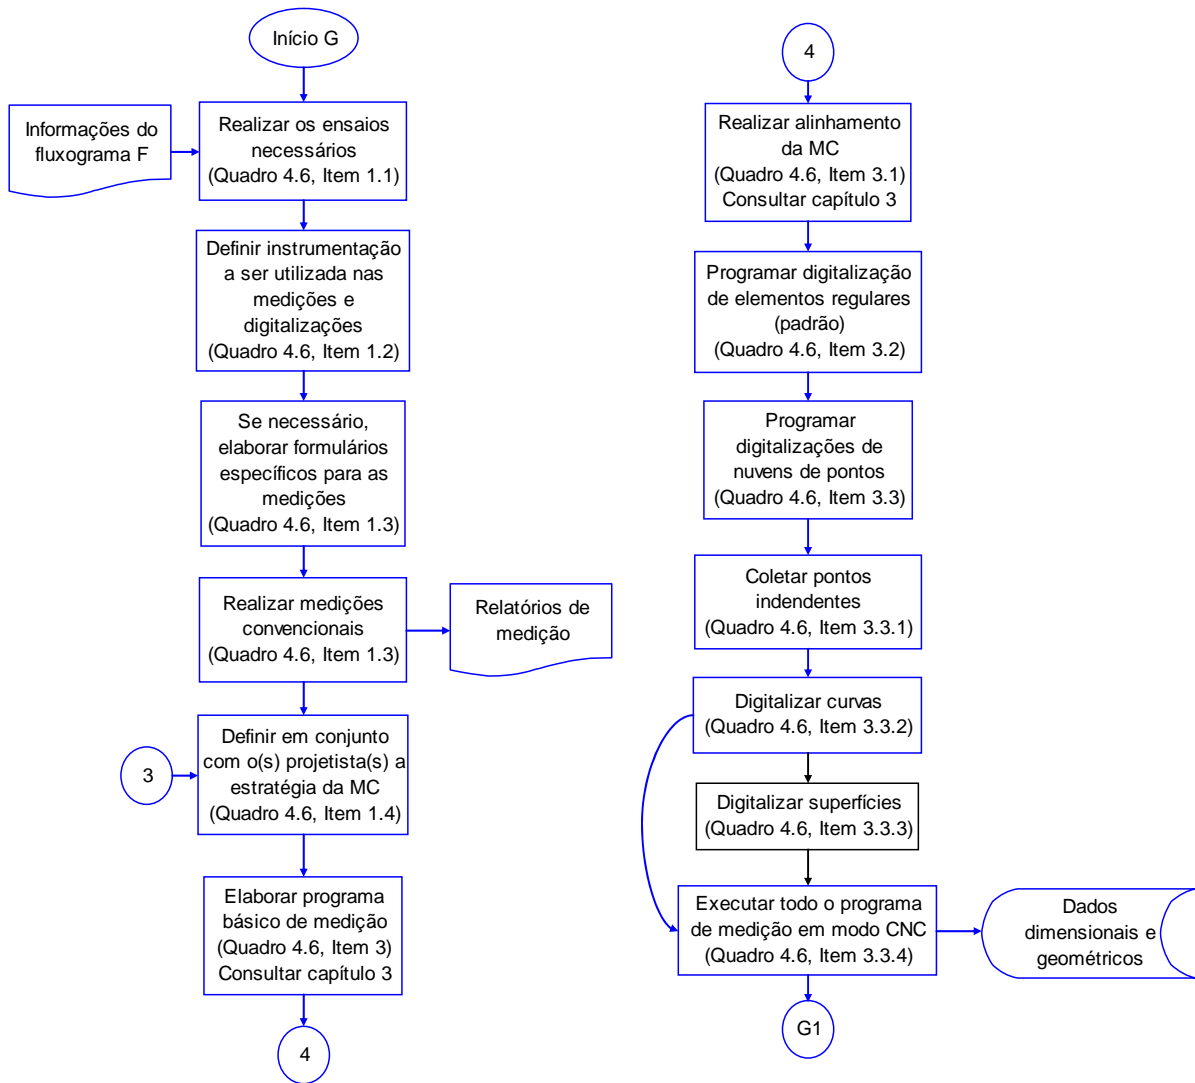 Início G
Informações do
fluxograma F
Realizar os ensaios
necessários
(Quadro 4.6, Item 1.1)
Definir instrumentação
a ser utilizada nas
medições e
digitalizações
(Quadro 4.6, Item 1.2)
Se necessário,
elaborar formulários
específicos para as
medições
(Quadro 4.6, Item 1.3)
Realizar medições
convencionais
(Quadro 4.6, Item 1.3)
Relatórios de
medição
3
Definir em conjunto
com o(s) projetista(s) a
estratégia da MC
(Quadro 4.6, Item 1.4)
Elaborar programa
básico de medição
(Quadro 4.6, Item 3)
Consultar capítulo 3
4
4
Realizar alinhamento
da MC
(Quadro 4.6, Item 3.1)
Consultar capítulo 3
Programar digitalização
de elementos regulares
(padrão)
(Quadro 4.6, Item 3.2)
Programar
digitalizações de
nuvens de pontos
(Quadro 4.6, Item 3.3)
Coletar pontos
indendentes
(Quadro 4.6, Item 3.3.1)
Digitalizar curvas
(Quadro 4.6, Item 3.3.2)
Digitalizar superfícies
(Quadro 4.6, Item 3.3.3)
Executar todo o programa
de medição em modo CNC
(Quadro 4.6, Item 3.3.4)
Dados
dimensionais e
geométricos
G1